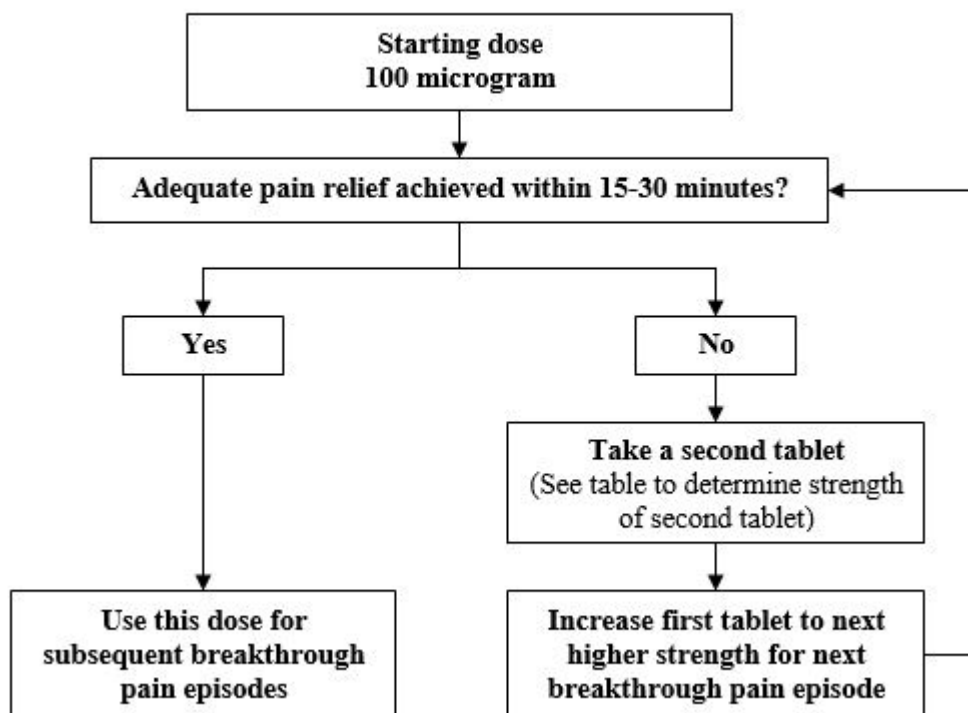 Starting dose
100 microgram
Adequate pain relief achieved within 15-30 minutes?
Yes
No
Take a second tablet
(See table to determine strength
of second tablet)
Use this dose for
subsequent breakthrough
pain episodes
Increase first tablet to next
higher strength for next
breakthrough pain episode